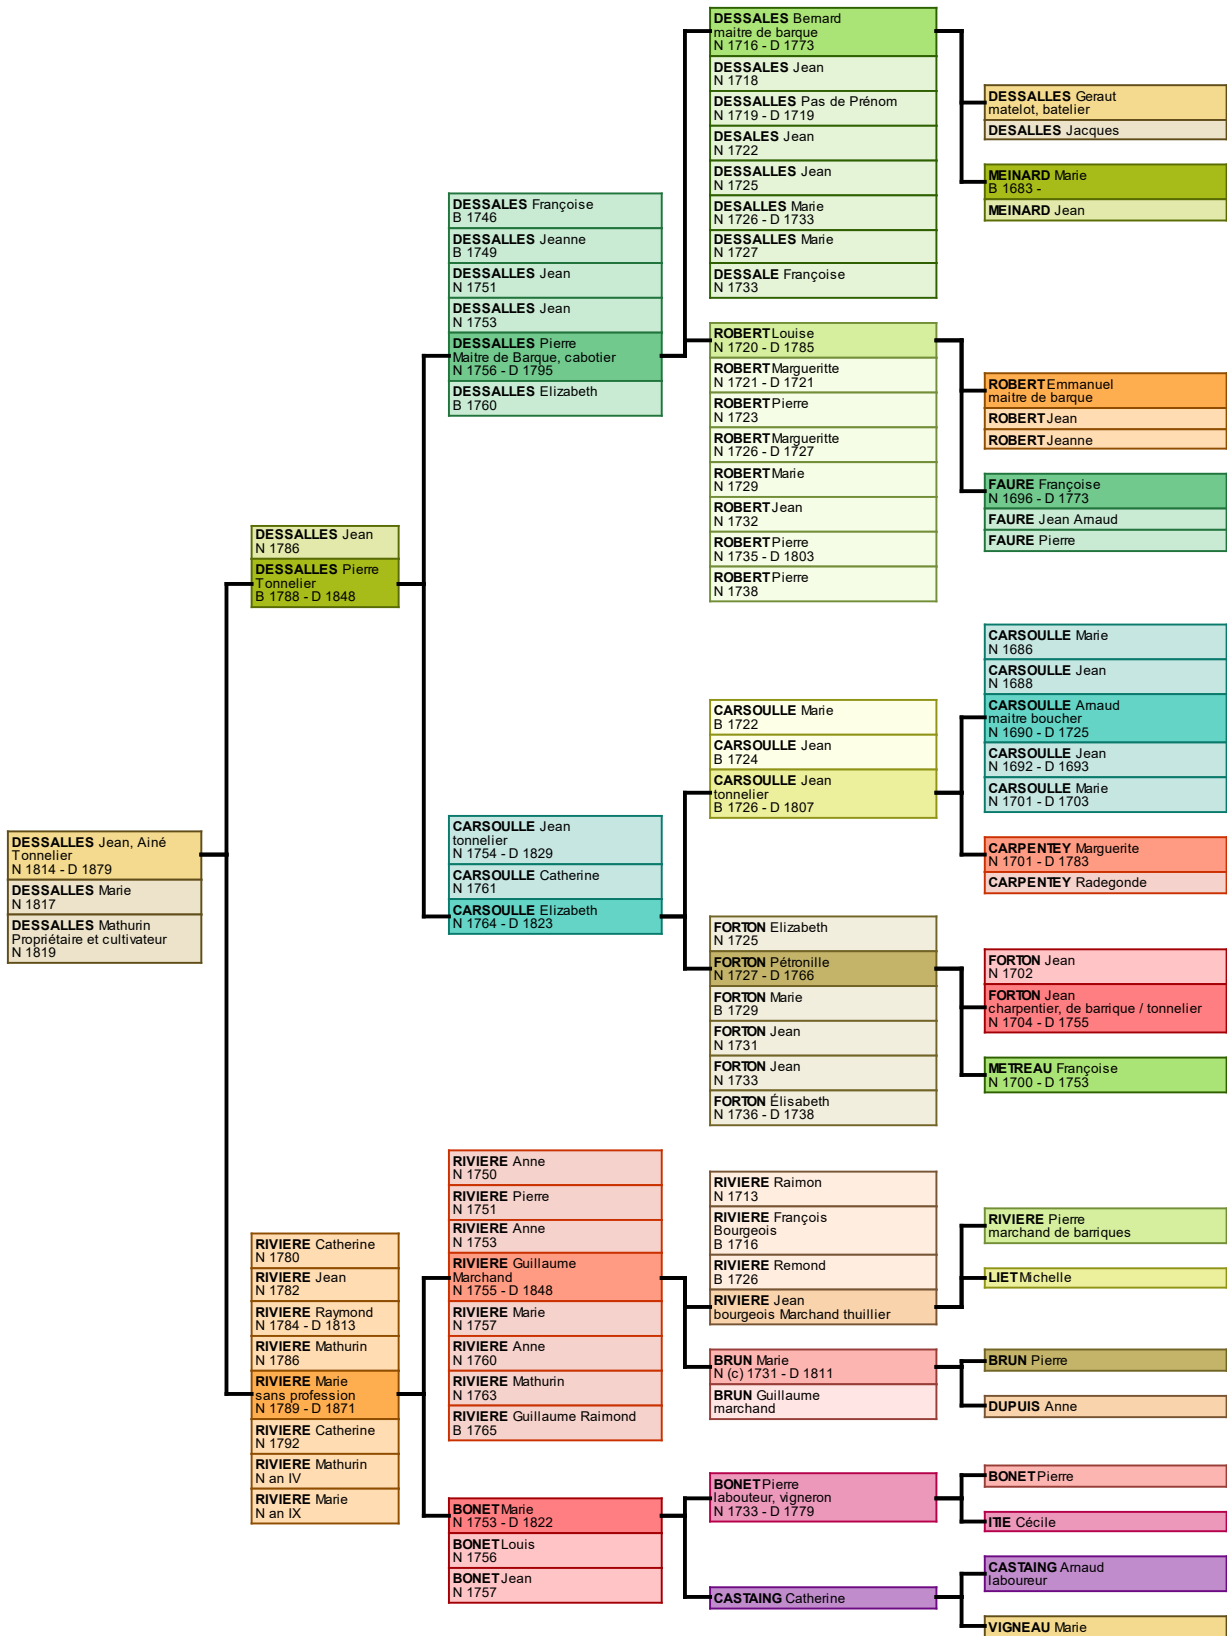 DESSALES Bernard
maitre de barque
N 1716 - D 1773
DESSALES Jean
N 1718
DESSALLES Pas de Prénom
N 1719 - D 1719
DESALES Jean
N 1722
DESSALLES Jean
N 1725
DESALLES Marie
N 1726 - D 1733
DESSALLES Marie
N 1727
DESSALE Françoise
N 1733
DESSALLES Geraut
matelot, batelier
DESALLES Jacques
MEINARD Marie
B 1683 -
MEINARD Jean
DESSALES Françoise
B 1746
DESSALLES Jeanne
B 1749
DESSALLES Jean
N 1751
DESSALLES Jean
N 1753
DESSALLES Pierre
Maitre de Barque, cabotier
N 1756 - D 1795
DESSALES Elizabeth
B 1760
ROBERT Louise
N 1720 - D 1785
ROBERT Margueritte
N 1721 - D 1721
ROBERT Pierre
N 1723
ROBERT Margueritte
N 1726 - D 1727
ROBERT Marie
N 1729
ROBERT Jean
N 1732
ROBERT Pierre
N 1735 - D 1803
ROBERT Pierre
N 1738
ROBERT Emmanuel
maitre de barque
ROBERT Jean
ROBERT Jeanne
FAURE Françoise
N 1696 - D 1773
FAURE Jean Arnaud
FAURE Pierre
DESSALLES Jean
N 1786
DESSALLES Pierre
Tonnelier
B 1788 - D 1848
CARSOULLE Marie
N 1686
CARSOULLE Jean
N 1688
CARSOULLE Arnaud
maitre boucher
N 1690 - D 1725
CARSOULLE Jean
N 1692 - D 1693
CARSOULLE Marie
N 1701 - D 1703
CARSOULLE Marie
B 1722
CARSOULLE Jean
B 1724
CARSOULLE Jean
tonnelier
B 1726 - D 1807
CARPENTEY Marguerite
N 1701 - D 1783
CARPENTEY Radegonde
CARSOULLE Jean
tonnelier
N 1754 - D 1829
CARSOULLE Catherine
N 1761
CARSOULLE Elizabeth
N 1764 - D 1823
DESSALLES Jean, Ainé
Tonnelier
N 1814 - D 1879
DESSALLES Marie
N 1817
DESSALLES Mathurin
Propriétaire et cultivateur
N 1819
FORTON Elizabeth
N 1725
FORTON Pétronille
N 1727 - D 1766
FORTON Marie
B 1729
FORTON Jean
N 1731
FORTON Jean
N 1733
FORTON Élisabeth
N 1736 - D 1738
FORTON Jean
N 1702
FORTON Jean
charpentier, de barrique / tonnelier
N 1704 - D 1755
METREAU Françoise
N 1700 - D 1753
RIVIERE Anne
N 1750
RIVIERE Pierre
N 1751
RIVIERE Anne
N 1753
RIVIERE Guillaume
Marchand
N 1755 - D 1848
RIVIERE Marie
N 1757
RIVIERE Anne
N 1760
RIVIERE Mathurin
N 1763
RIVIERE Guillaume Raimond
B 1765
RIVIERE Raimon
N 1713
RIVIERE François
Bourgeois
B 1716
RIVIERE Remond
B 1726
RIVIERE Jean
bourgeois Marchand thuillier
RIVIERE Pierre
marchand de barriques
LIET Michelle
RIVIERE Catherine
N 1780
RIVIERE Jean
N 1782
RIVIERE Raymond
N 1784 - D 1813
RIVIERE Mathurin
N 1786
RIVIERE Marie
sans profession
N 1789 - D 1871
RIVIERE Catherine
N 1792
RIVIERE Mathurin
N an IV
RIVIERE Marie
N an IX
BRUN Marie
N (c) 1731 - D 1811
BRUN Guillaume
marchand
BRUN Pierre
DUPUIS Anne
BONET Marie
N 1753 - D 1822
BONET Louis
N 1756
BONET Jean
N 1757
BONET Pierre
labouteur, vigneron
N 1733 - D 1779
BONET Pierre
ITIE Cécile
CASTAING Catherine
CASTAING Arnaud
laboureur
VIGNEAU Marie